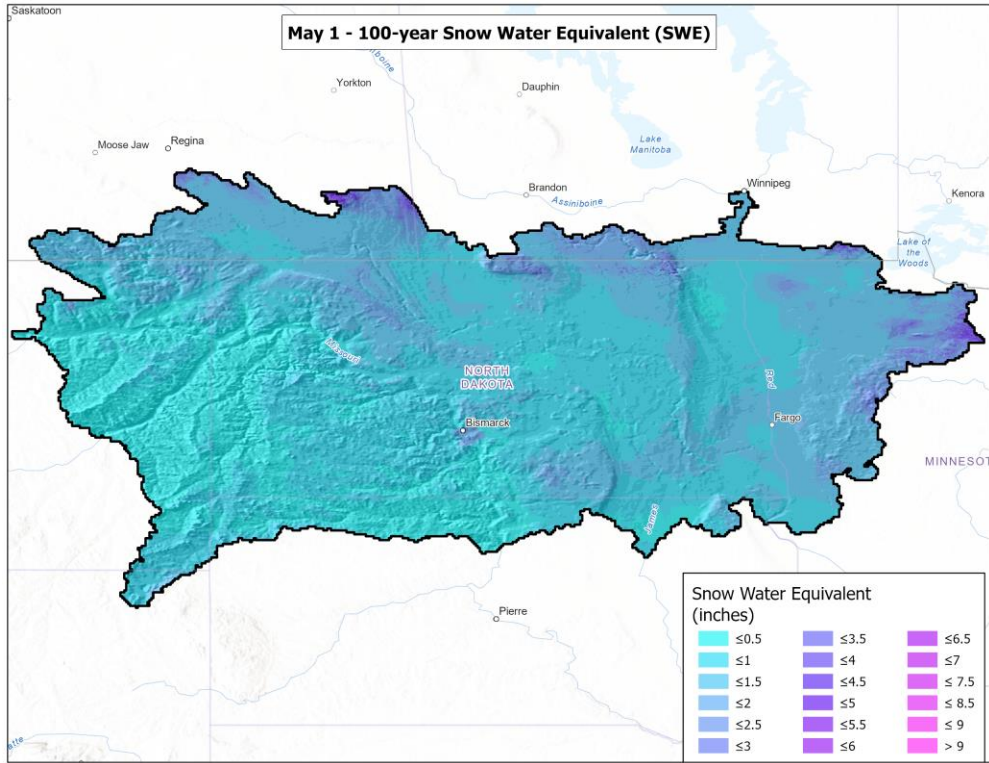 Saskatoon
May 1 - 100-year Snow Water Equivalent (SWE)
Yorkton
Dauphin
Moose Jaw
Regina
Lake
Manitoba
Brandon
Assiniboine
Winnipeg
Kenora
Lake of
the
Woods
Missouri
NORTH
DAKOTA
Red
Bismarck
Fargo
MINNESOT
James
Pierre
Snow Water Equivalent
(inches)
≤0.5 ≤3.5 ≤6.5
≤1 ≤4 ≤7
≤1.5 ≤4.5 ≤ 7.5
≤2 ≤5 ≤ 8.5
≤2.5 ≤5.5 ≤ 9
≤3 ≤6 > 9